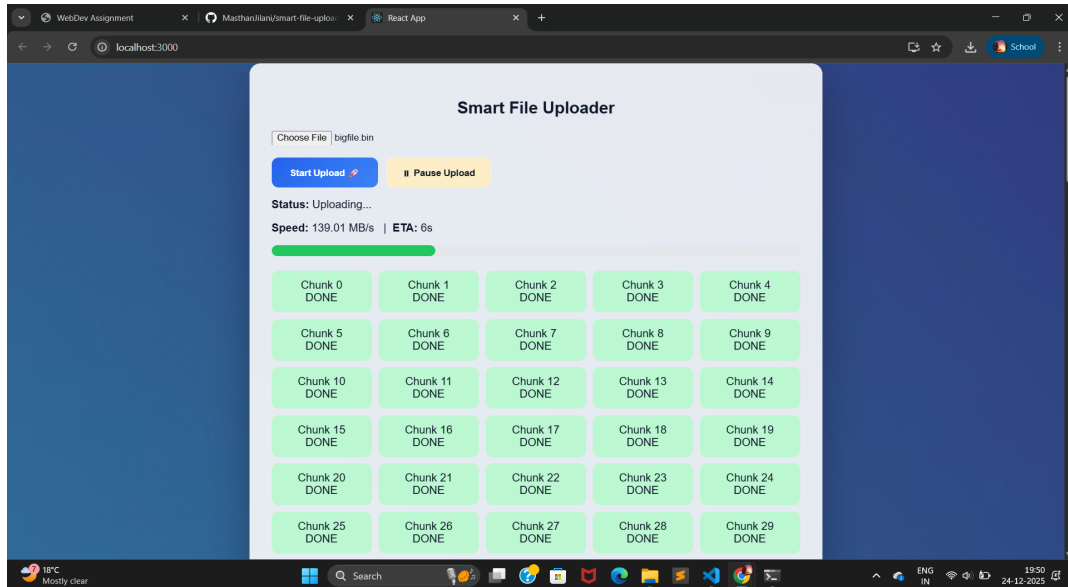 WebDev Assignment
MasthanJilani/smart-file-upload
React App
localhost:3000
School
Smart File Uploader
Choose File bigfile.bin
Start Upload 🚀 ⏸ Pause Upload
Status: Uploading...
Speed: 139.01 MB/s | ETA: 6s
Chunk 0 Chunk 1 Chunk 2 Chunk 3 Chunk 4
DONE DONE DONE DONE DONE
Chunk 5 Chunk 6 Chunk 7 Chunk 8 Chunk 9
DONE DONE DONE DONE DONE
Chunk 10 Chunk 11 Chunk 12 Chunk 13 Chunk 14
DONE DONE DONE DONE DONE
Chunk 15 Chunk 16 Chunk 17 Chunk 18 Chunk 19
DONE DONE DONE DONE DONE
Chunk 20 Chunk 21 Chunk 22 Chunk 23 Chunk 24
DONE DONE DONE DONE DONE
Chunk 25 Chunk 26 Chunk 27 Chunk 28 Chunk 29
DONE DONE DONE DONE DONE
7
18°C
Mostly clear
Search
ENG
IN
19:50
24-12-2025